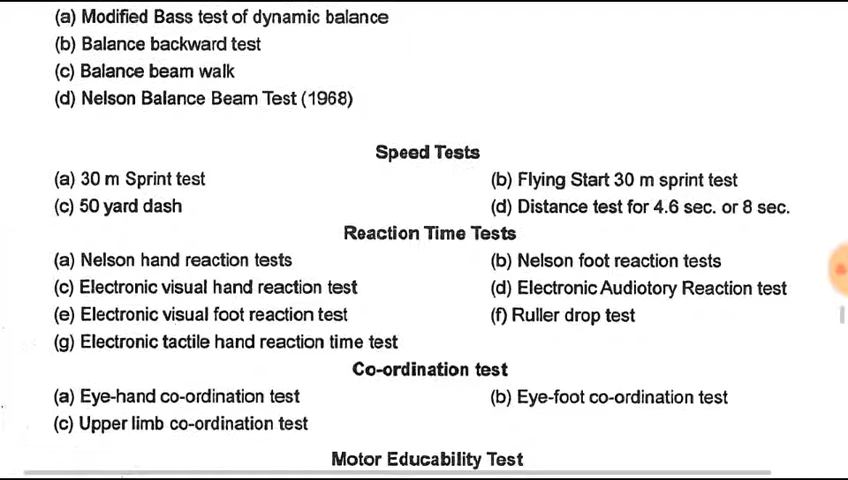 (a) Modified Bass test of dynamic balance
(b) Balance backward test
(c) Balance beam walk
(d) Nelson Balance Beam Test (1968)
Speed Tests
(a) 30 m Sprint test (b) Flying Start 30 m sprint test
(c) 50 yard dash (d) Distance test for 4.6 sec. or 8 sec.
Reaction Time Tests
(a) Nelson hand reaction tests (b) Nelson foot reaction tests
(c) Electronic visual hand reaction test (d) Electronic Audiotory Reaction test
(e) Electronic visual foot reaction test (f) Ruller drop test
(g) Electronic tactile hand reaction time test
Co-ordination test
(a) Eye-hand co-ordination test (b) Eye-foot co-ordination test
(c) Upper limb co-ordination test
Motor Educability Test